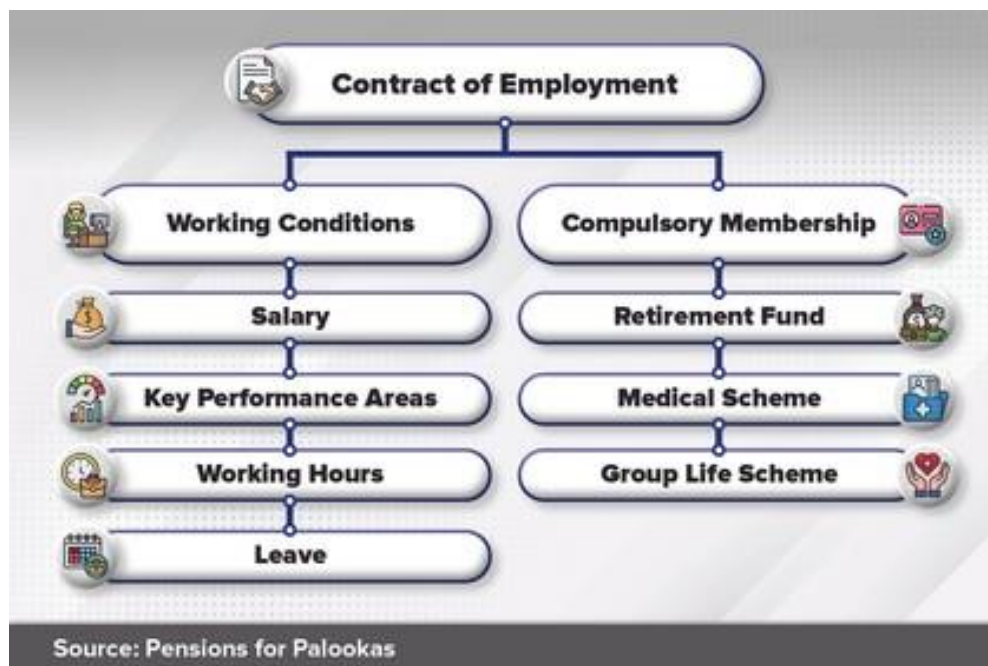 Contract of Employment
Working Conditions
Salary
Key Performance Areas
Working Hours
Leave
Compulsory Membership
Retirement Fund
Medical Scheme
Group Life Scheme
Source: Pensions for Palookas